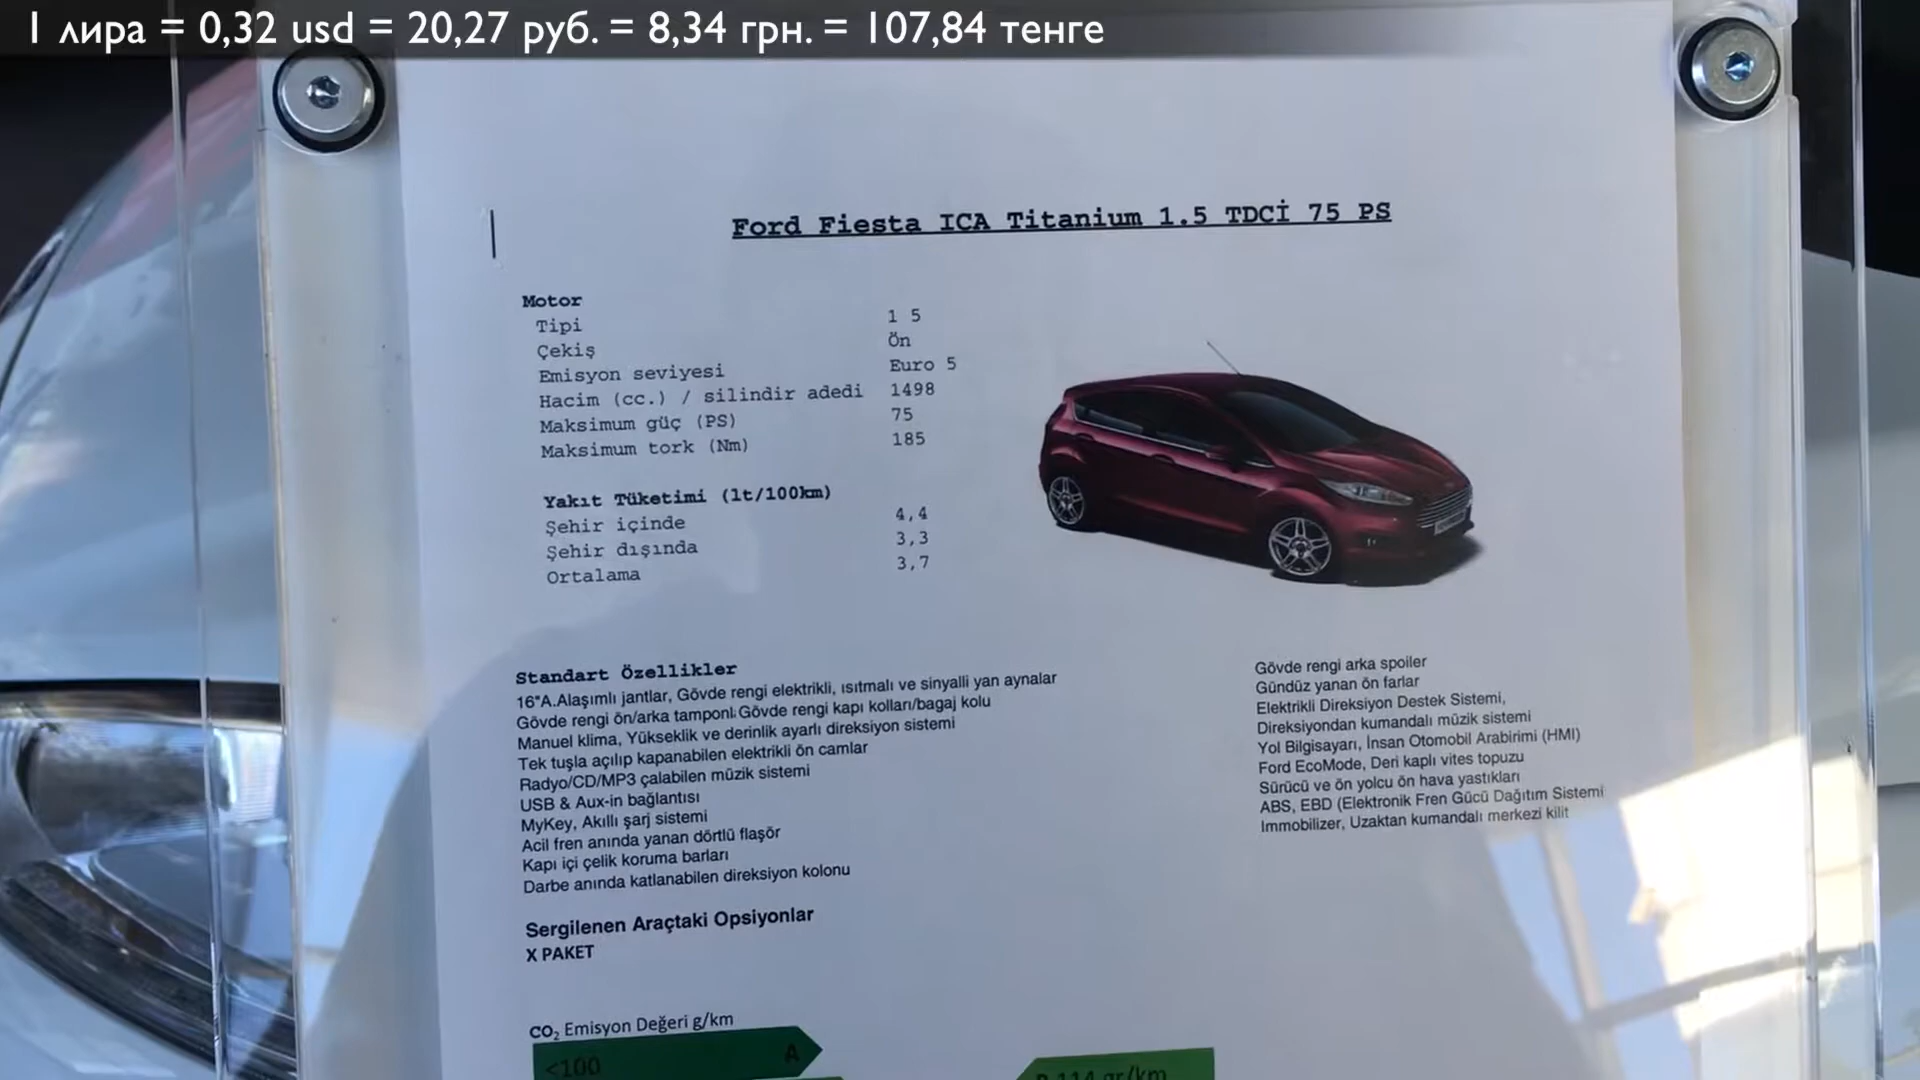 1 лира = 0,32 usd = 20,27 руб. = 8,34 грн. = 107,84 тенге
Ford Fiesta ICA Titanium 1.5 TDCİ 75 PS
Motor
Tipi 1 5
Çekiş Ön
Emisyon seviyesi Euro 5
Hacim (cc.) / silindir adedi 1498
Maksimum güç (PS) 75
Maksimum tork (Nm) 185
Yakıt Tüketimi (lt/100km)
Şehir içinde 4,4
Şehir dışında 3,3
Ortalama 3,7
Standart Özellikler
16"A.Alaşımlı jantlar, Gövde rengi elektrikli, ısıtmalı ve sinyalli yan aynalar
Gövde rengi ön/arka tamponl Gövde rengi kapı kolları/bagaj kolu
Manuel klima, Yükseklik ve derinlik ayarlı direksiyon sistemi
Tek tuşla açılıp kapanabilen elektrikli ön camlar
Radyo/CD/MP3 çalabilen müzik sistemi
USB & Aux-in bağlantısı
MyKey, Akıllı şarj sistemi
Acil fren anında yanan dörtlü flaşör
Kapı içi çelik koruma barları
Darbe anında katlanabilen direksiyon kolonu
Gövde rengi arka spoiler
Gündüz yanan ön farlar
Elektrikli Direksiyon Destek Sistemi,
Direksiyondan kumandalı müzik sistemi
Yol Bilgisayarı, İnsan Otomobil Arabirimi (HMI)
Ford EcoMode, Deri kaplı vites topuzu
Sürücü ve ön yolcu ön hava yastıkları
ABS, EBD (Elektronik Fren Gücü Dağıtım Sistemi
Immobilizer, Uzaktan kumandalı merkezi kilit
Sergilenen Araçtaki Opsiyonlar
X PAKET
CO₂ Emisyon Değeri g/km
<100 A
B 114 gr/km